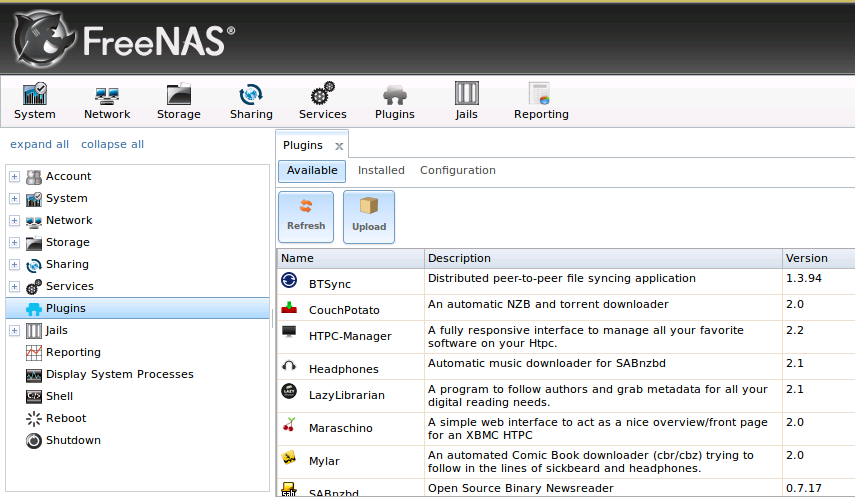 FreeNAS®
System Network Storage Sharing Services Plugins Jails Reporting
expand all collapse all
Account
System
Network
Storage
Sharing
Services
Plugins
Jails
Reporting
Display System Processes
Shell
Reboot
Shutdown
Plugins x
Available Installed Configuration
Refresh Upload
Name Description Version
BTSync Distributed peer-to-peer file syncing application 1.3.94
CouchPotato An automatic NZB and torrent downloader 2.0
HTPC-Manager A fully responsive interface to manage all your favorite 2.2
software on your Htpc.
Headphones Automatic music downloader for SABnzbd 2.1
LazyLibrarian A program to follow authors and grab metadata for all your 2.1
digital reading needs.
Maraschino A simple web interface to act as a nice overview/front page 2.0
for an XBMC HTPC
Mylar An automated Comic Book downloader (cbr/cbz) trying to 2.0
follow in the lines of sickbeard and headphones.
SABnzbd Open Source Binary Newsreader 0.7.17